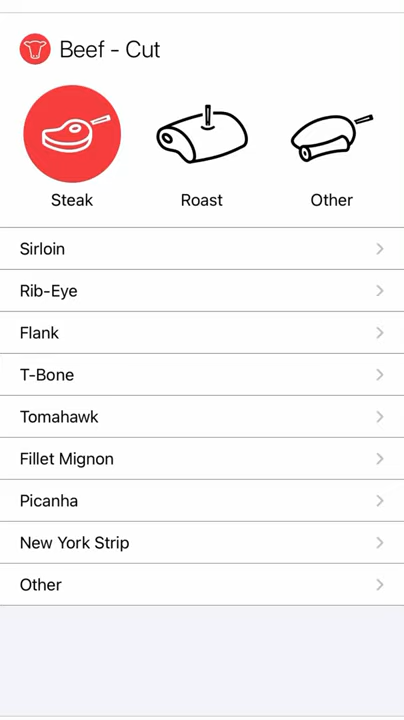 Beef - Cut
Steak Roast Other
Sirloin
Rib-Eye
Flank
T-Bone
Tomahawk
Fillet Mignon
Picanha
New York Strip
Other